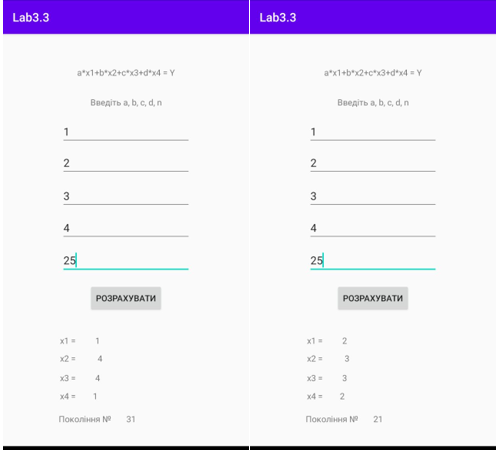 Lab3.3
a*x1+b*x2+c*x3+d*x4 = Y
Введіть a, b, c, d, n
1
2
3
4
25
РОЗРАХУВАТИ
x1 = 1
x2 = 4
x3 = 4
x4 = 1
Покоління № 31
Lab3.3
a*x1+b*x2+c*x3+d*x4 = Y
Введіть a, b, c, d, n
1
2
3
4
25
РОЗРАХУВАТИ
x1 = 2
x2 = 3
x3 = 3
x4 = 2
Покоління № 21